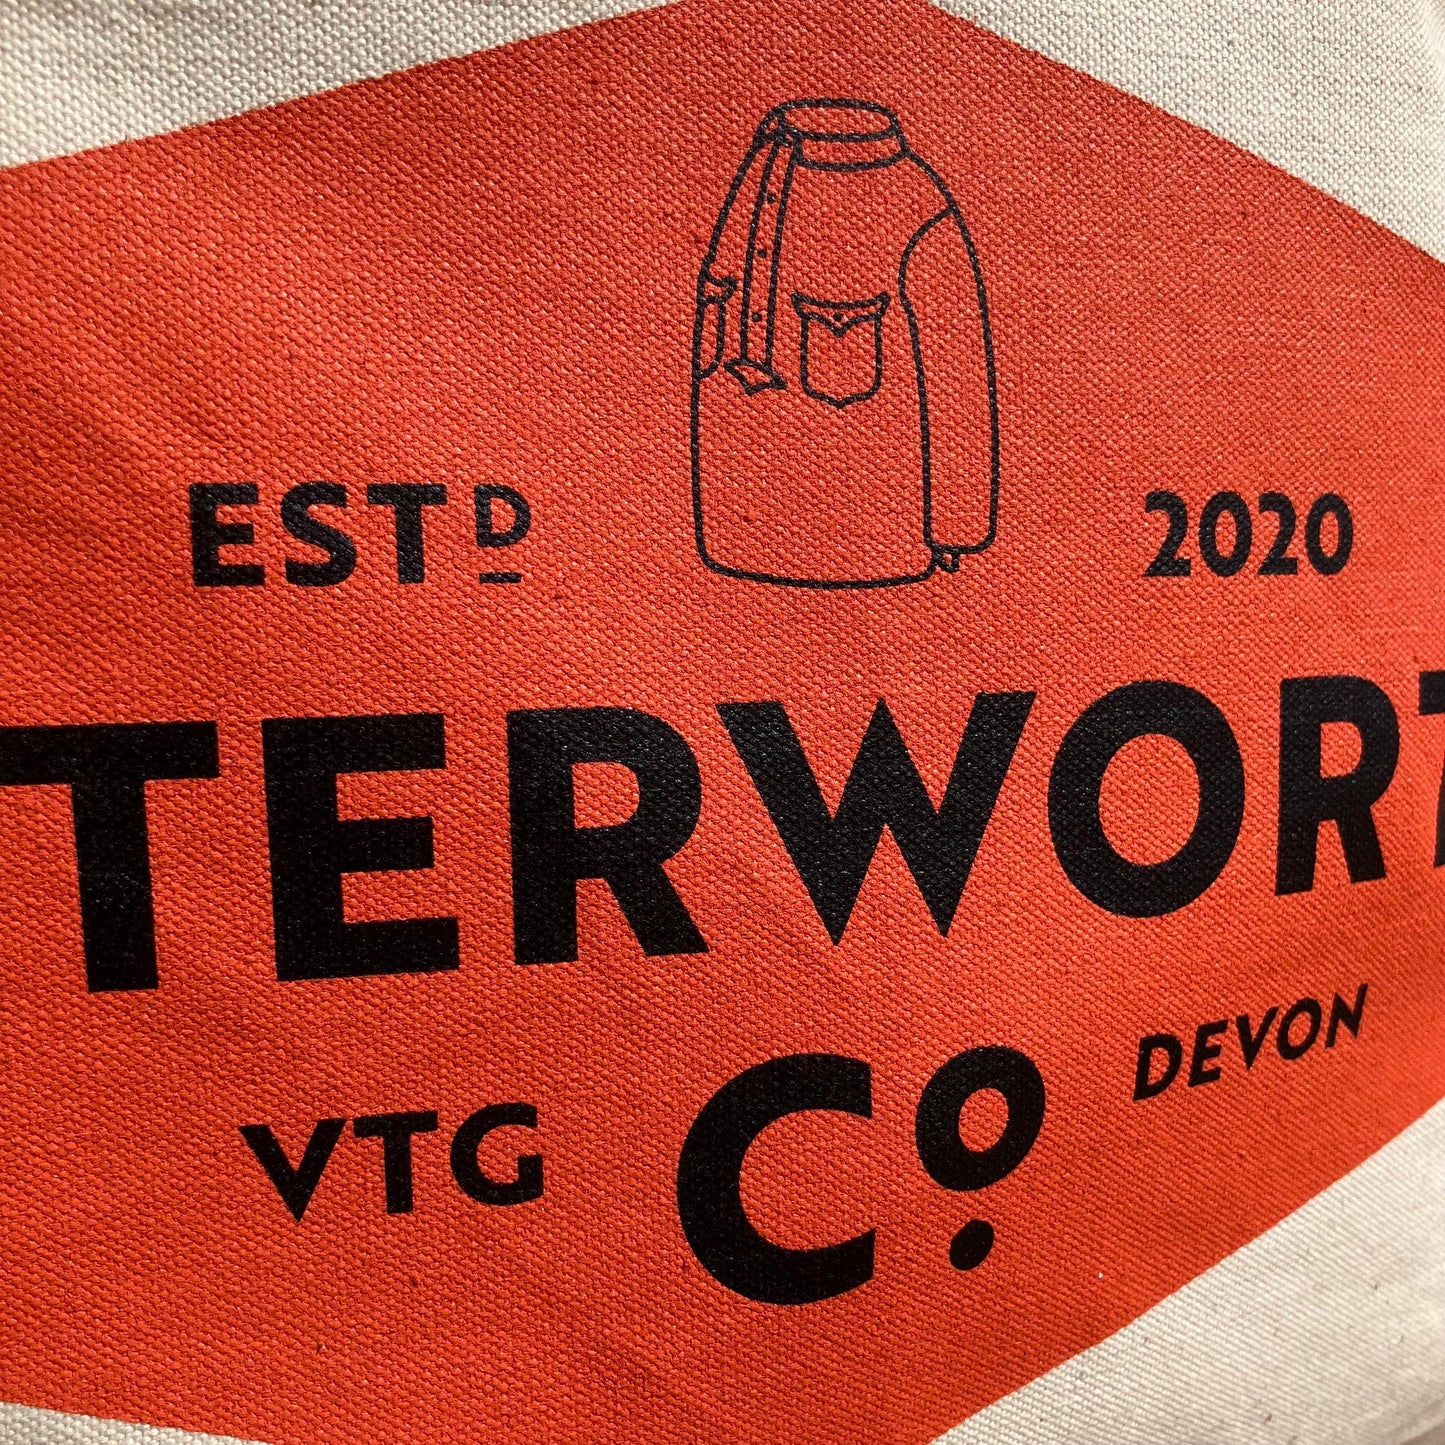 ESTD 2020
TERWORT
VTG Co. DEVON